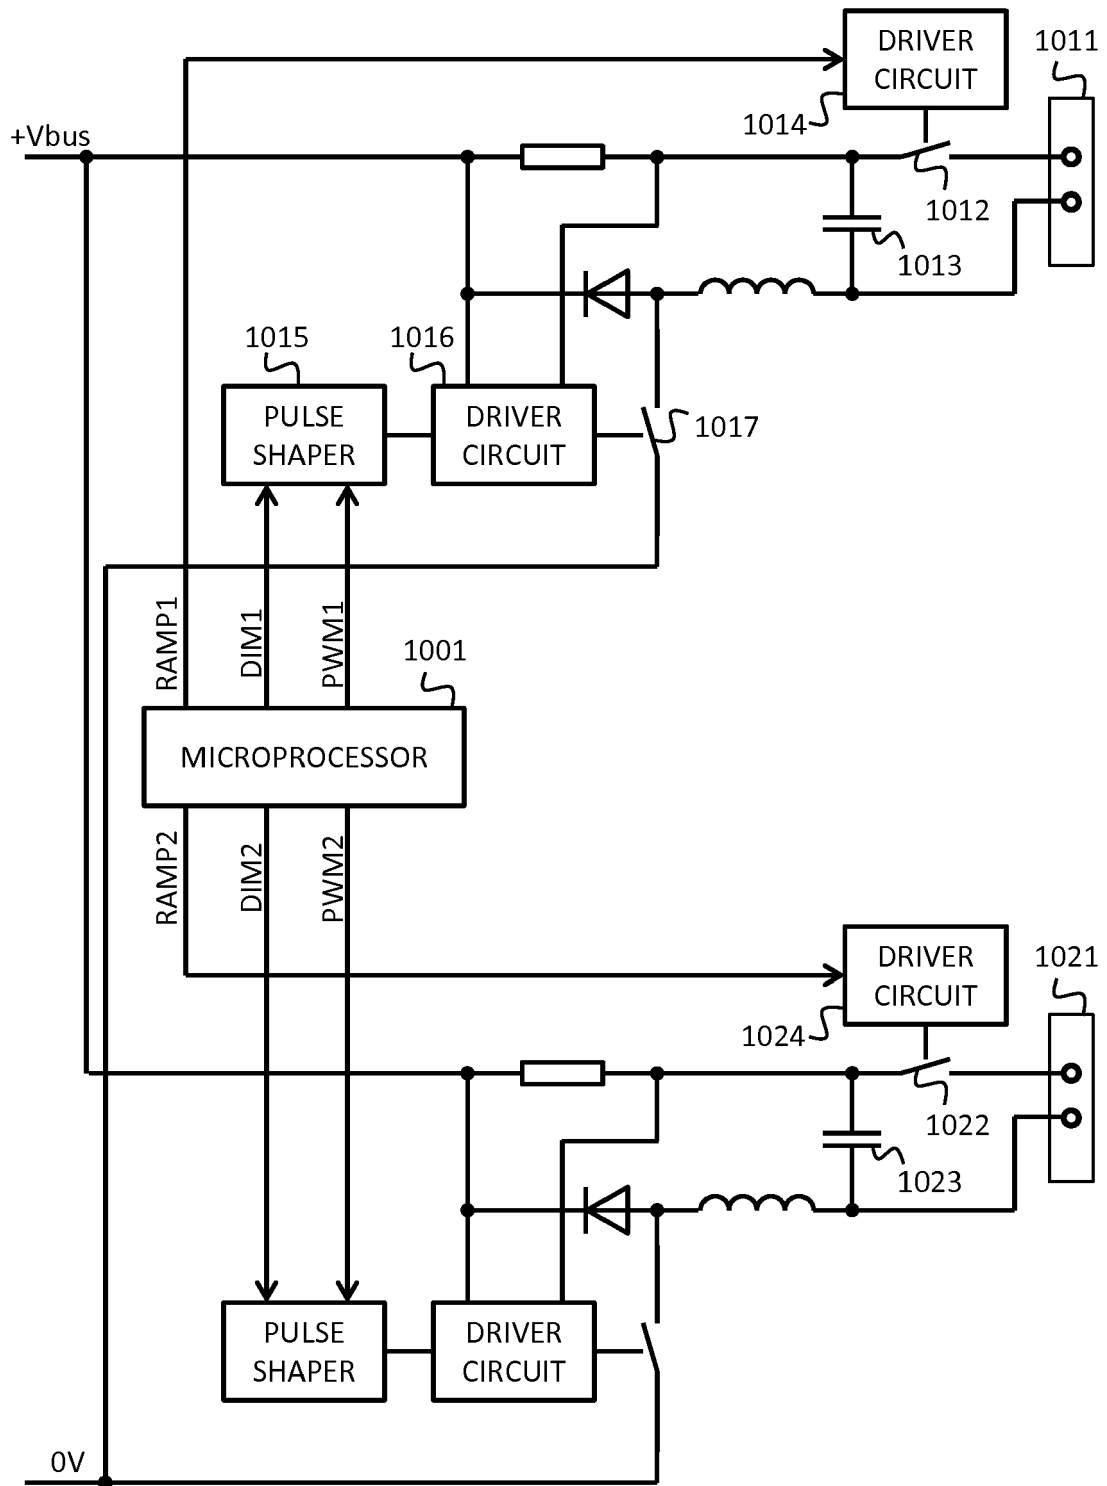 DRIVER
CIRCUIT
1011
1014
+Vbus
1012
1013
1015
1016
PULSE
SHAPER
DRIVER
CIRCUIT
1017
RAMP1
DIM1
PWM1
1001
MICROPROCESSOR
RAMP2
DIM2
PWM2
DRIVER
CIRCUIT
1021
1024
1022
1023
PULSE
SHAPER
DRIVER
CIRCUIT
0V